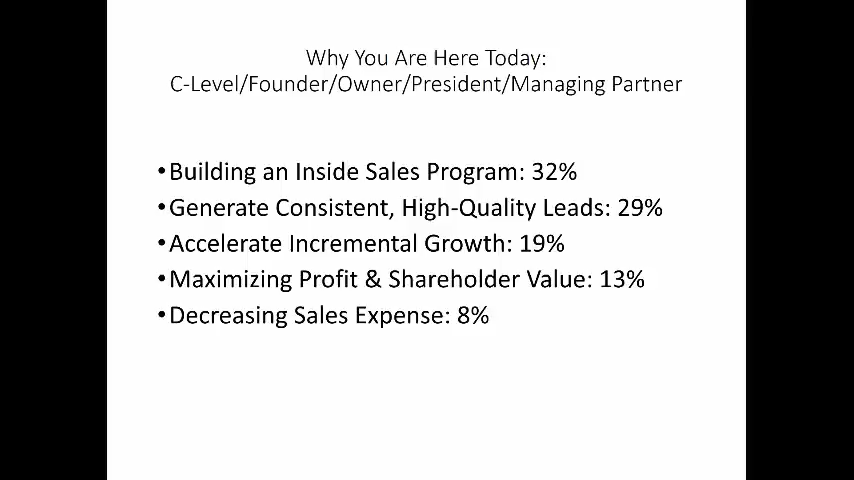 Why You Are Here Today:
C-Level/Founder/Owner/President/Managing Partner
•Building an Inside Sales Program: 32%
•Generate Consistent, High-Quality Leads: 29%
•Accelerate Incremental Growth: 19%
•Maximizing Profit & Shareholder Value: 13%
•Decreasing Sales Expense: 8%